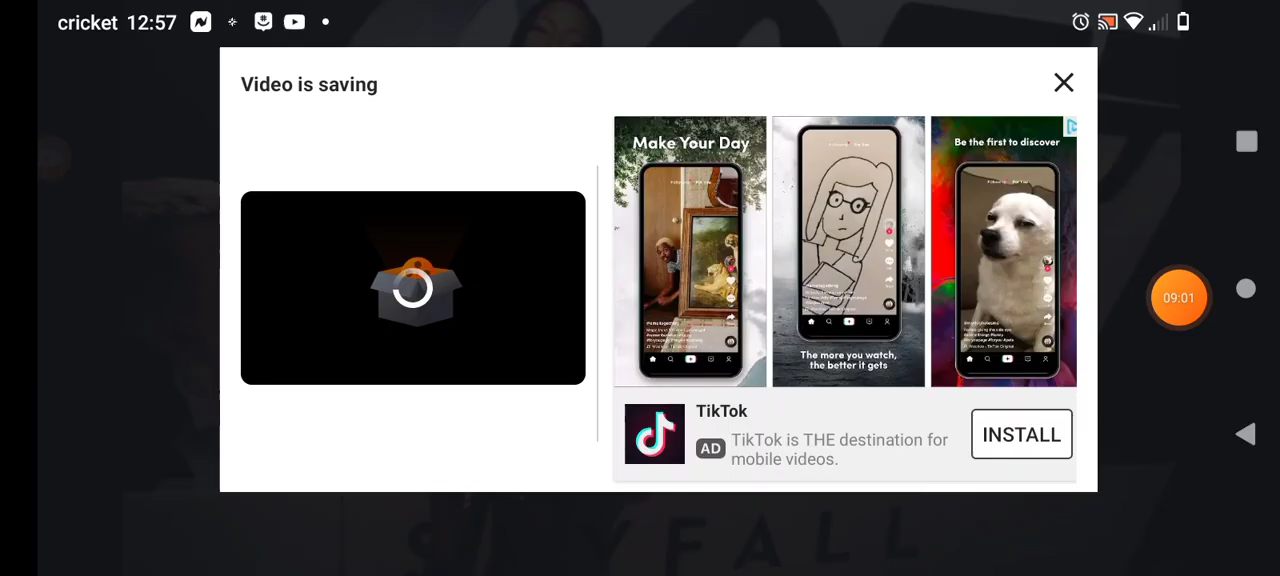 cricket 12:57
Video is saving
Make Your Day
Be the first to discover
The more you watch,
the better it gets
TikTok
AD
TikTok is THE destination for
mobile videos.
INSTALL
09:01
YFALL